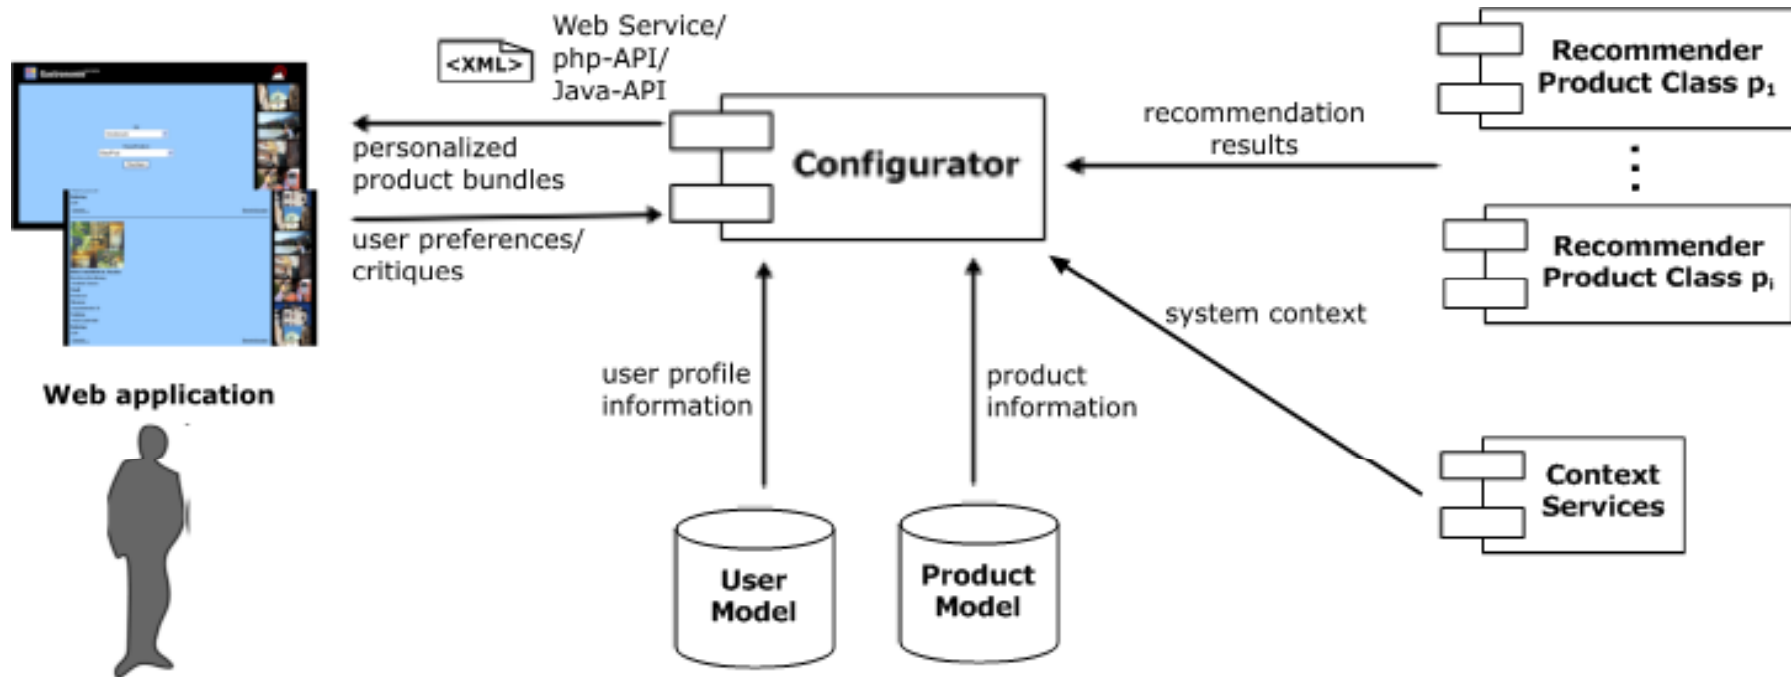 Web Service/
php-API/
Java-API
<XML>
personalized
product bundles
user preferences/
critiques
Configurator
recommendation
results
Recommender
Product Class p1
Recommender
Product Class pi
system context
user profile
information
product
information
Web application
Context
Services
User
Model
Product
Model